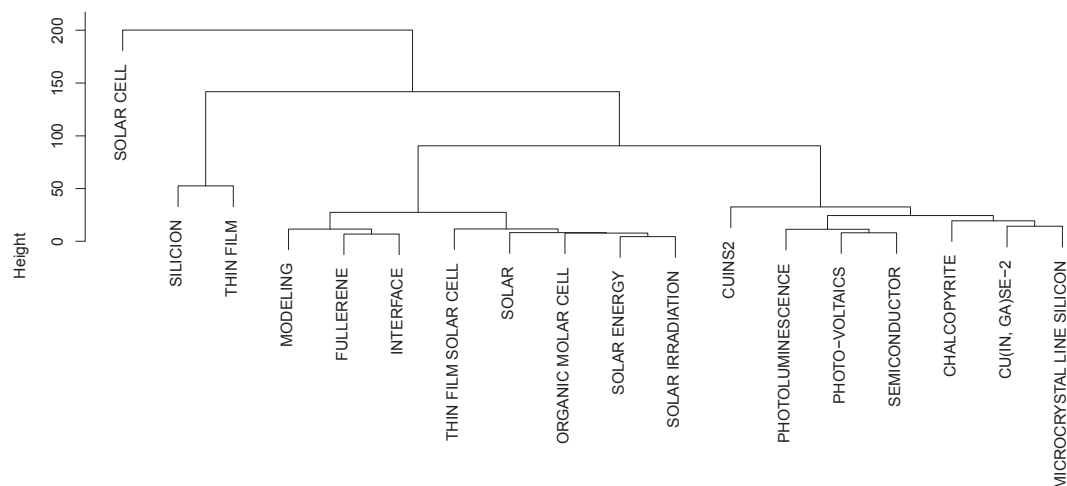 Height
200
150
100
50
0
SOLAR CELL
SILICION
THIN FILM
MODELING
FULLERENE
INTERFACE
THIN FILM SOLAR CELL
SOLAR
ORGANIC MOLAR CELL
SOLAR ENERGY
SOLAR IRRADIATION
CUINS2
PHOTOLUMINESCENCE
PHOTO−VOLTAICS
SEMICONDUCTOR
CHALCOPYRITE
CU(IN, GA)SE−2
MICROCRYSTAL LINE SILICON